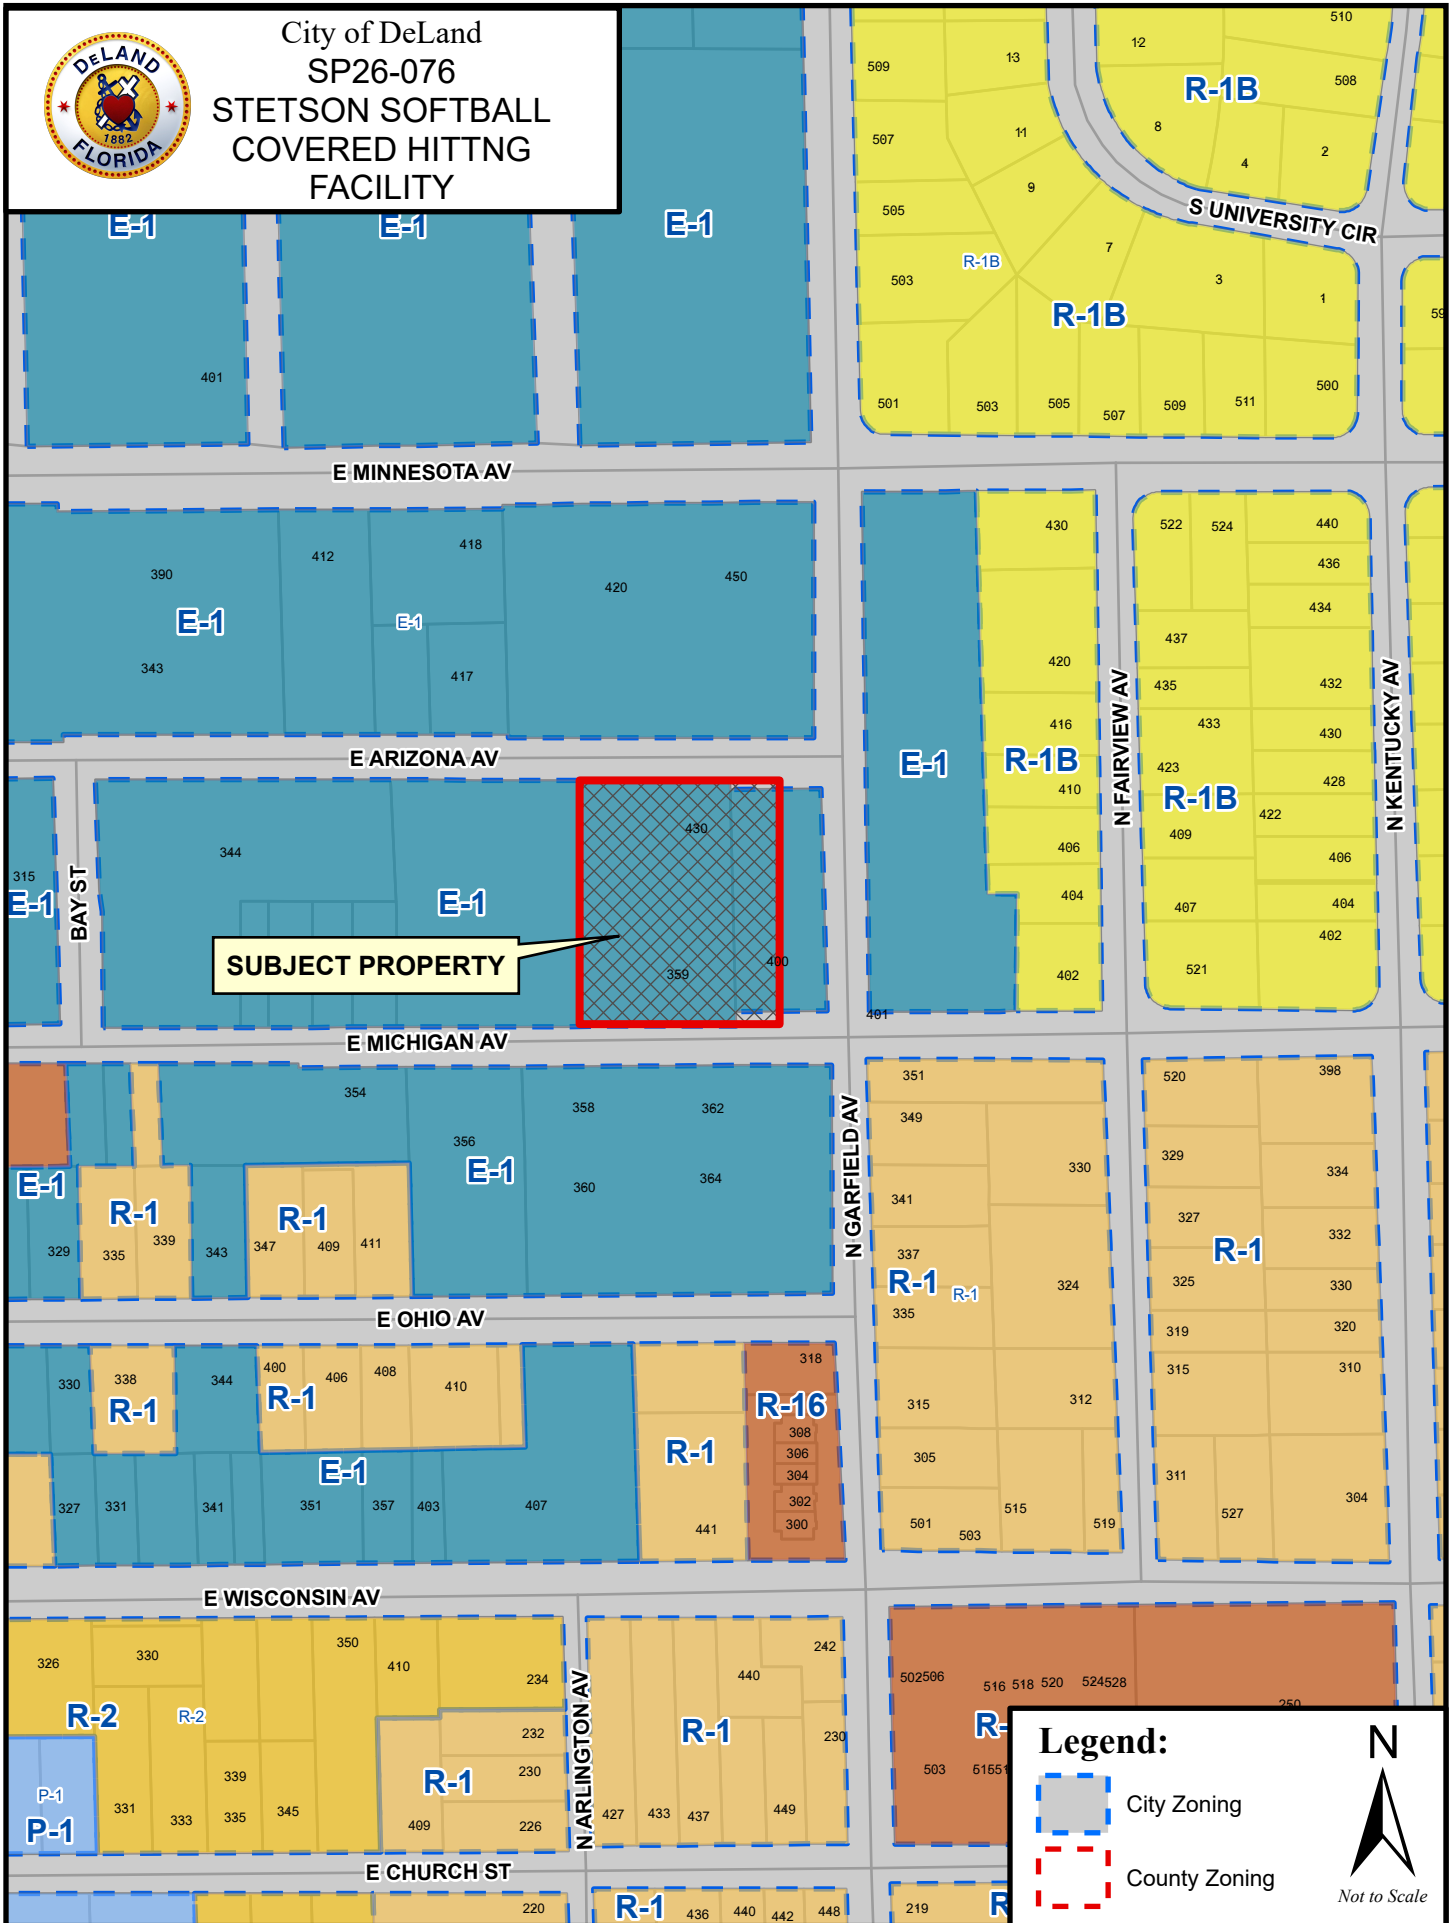 City of DeLand
SP26-076
STETSON SOFTBALL
COVERED HITTNG
FACILITY
DELAND
1882
FLORIDA
510
509
13
12
R-1B
508
507
11
8
4
2
9
505
S UNIVERSITY CIR
E-1
E-1
E-1
7
R-1B
503
3
1
R-1B
59
401
501
503
505
507
509
511
500
E MINNESOTA AV
390
412
418
420
450
430
522
524
440
436
434
E-1
E-1
343
417
437
420
435
432
416
433
430
N FAIRVIEW AV
N KENTUCKY AV
E ARIZONA AV
E-1
R-1B
410
423
R-1B
428
422
409
406
406
404
407
404
402
402
521
315
E-1
BAY ST
344
E-1
430
SUBJECT PROPERTY
359
400
401
E MICHIGAN AV
354
358
362
356
E-1
360
364
N GARFIELD AV
351
349
330
341
337
R-1
R-1
324
335
520
398
329
334
327
332
R-1
325
330
319
320
315
310
E-1
R-1
335
339
R-1
329
343
347
409
411
E OHIO AV
330
338
R-1
344
400
406
408
410
R-1
318
R-16
308
306
304
302
300
R-1
441
E-1
327
331
341
351
357
403
407
315
312
305
501
503
515
519
311
527
304
E WISCONSIN AV
326
330
350
410
234
R-2
R-2
232
R-1
230
409
226
P-1
P-1
331
333
339
335
345
N ARLINGTON AV
440
242
R-1
230
427
433
437
449
502506
516
518
520
524528
250
R-
503
51551
E CHURCH ST
220
R-1
436
440
442
448
219
R
Legend:
City Zoning
County Zoning
N
Not to Scale